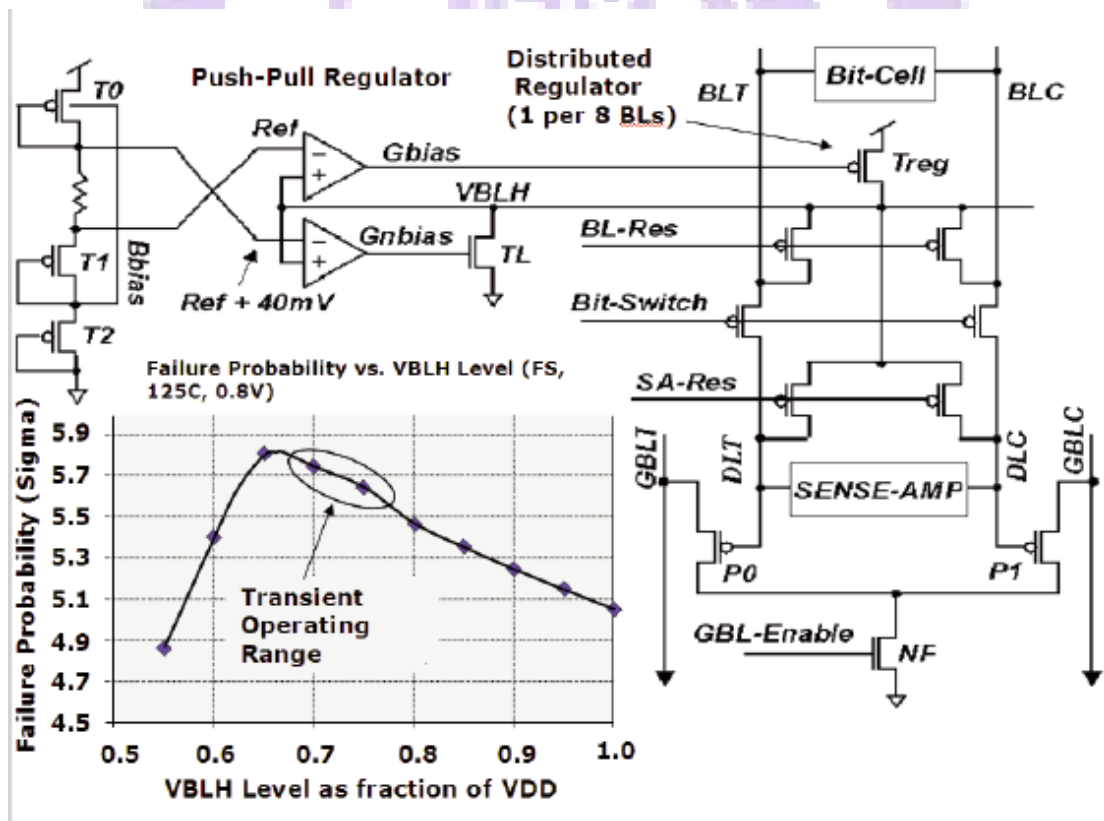 Distributed
Regulator
(1 per 8 BLs)
Push-Pull Regulator
T0
Ref
Gbias
BLT
Bit-Cell
BLC
Treg
VBLH
BL-Res
Gnbias
TL
T1
Bbias
Ref + 40mV
Bit-Switch
T2
Failure Probability vs. VBLH Level (FS,
125C, 0.8V)
SA-Res
GBLT
DLT
DLC
GBLC
SENSE-AMP
P0
P1
GBL-Enable
NF
Failure Probability (Sigma)
5.9
5.7
5.5
5.3
5.1
4.9
4.7
4.5
Transient
Operating
Range
0.5 0.6 0.7 0.8 0.9 1.0
VBLH Level as fraction of VDD